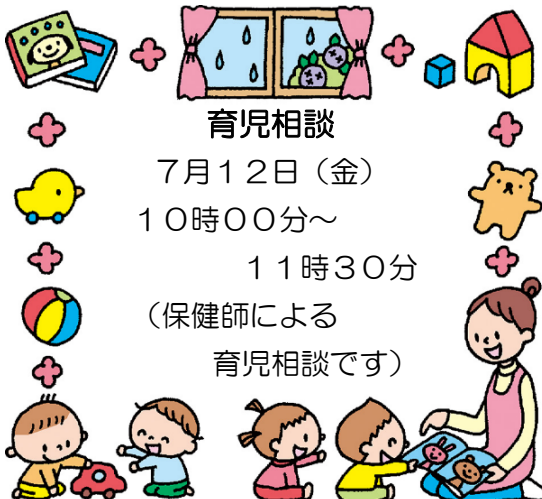 育児相談
７月１２日（金）
１０時００分～
１１時３０分
（保健師による
育児相談です）